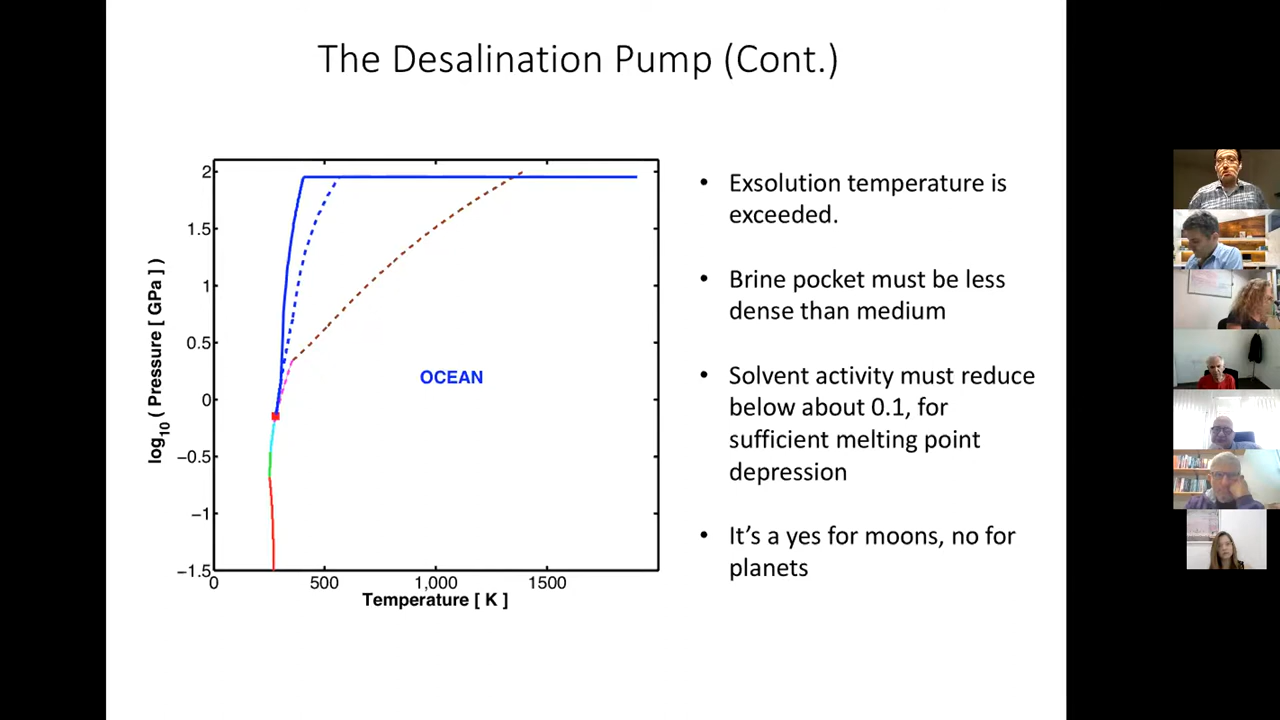 The Desalination Pump (Cont.)
2
1.5
1
0.5
0
−0.5
−1
−1.5
log10 ( Pressure [ GPa ] )
OCEAN
0
500
1,000
1500
Temperature [ K ]
• Exsolution temperature is
exceeded.
• Brine pocket must be less
dense than medium
• Solvent activity must reduce
below about 0.1, for
sufficient melting point
depression
• It’s a yes for moons, no for
planets